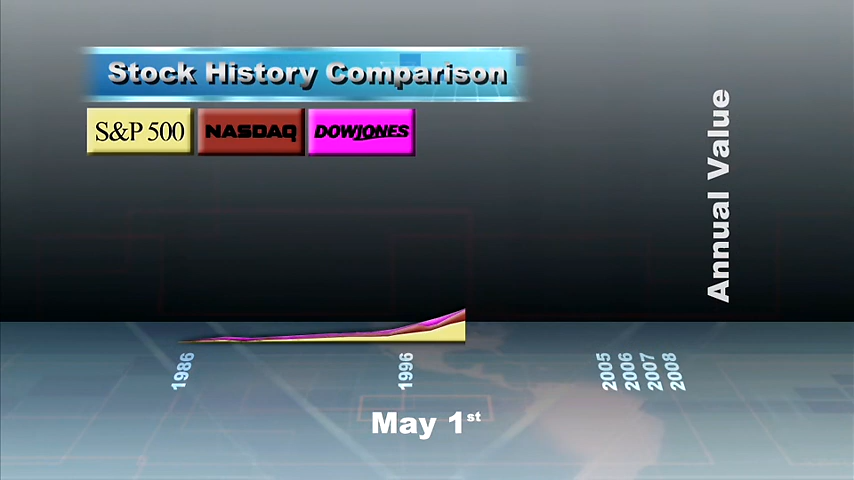 Stock History Comparison
S&P 500 NASDAQ DOWJONES
Annual Value
1986 1996 2005 2006 2007 2008
May 1st